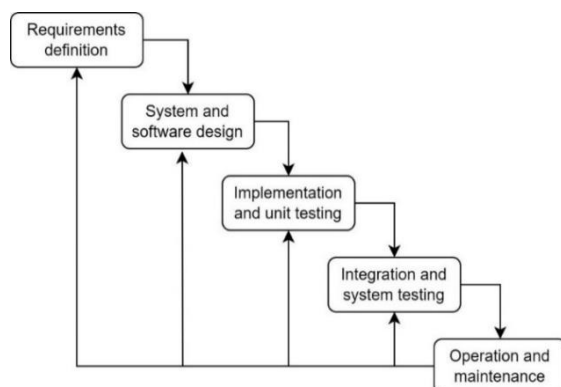 Requirements
definition
System and
software design
Implementation
and unit testing
Integration and
system testing
Operation and
maintenance